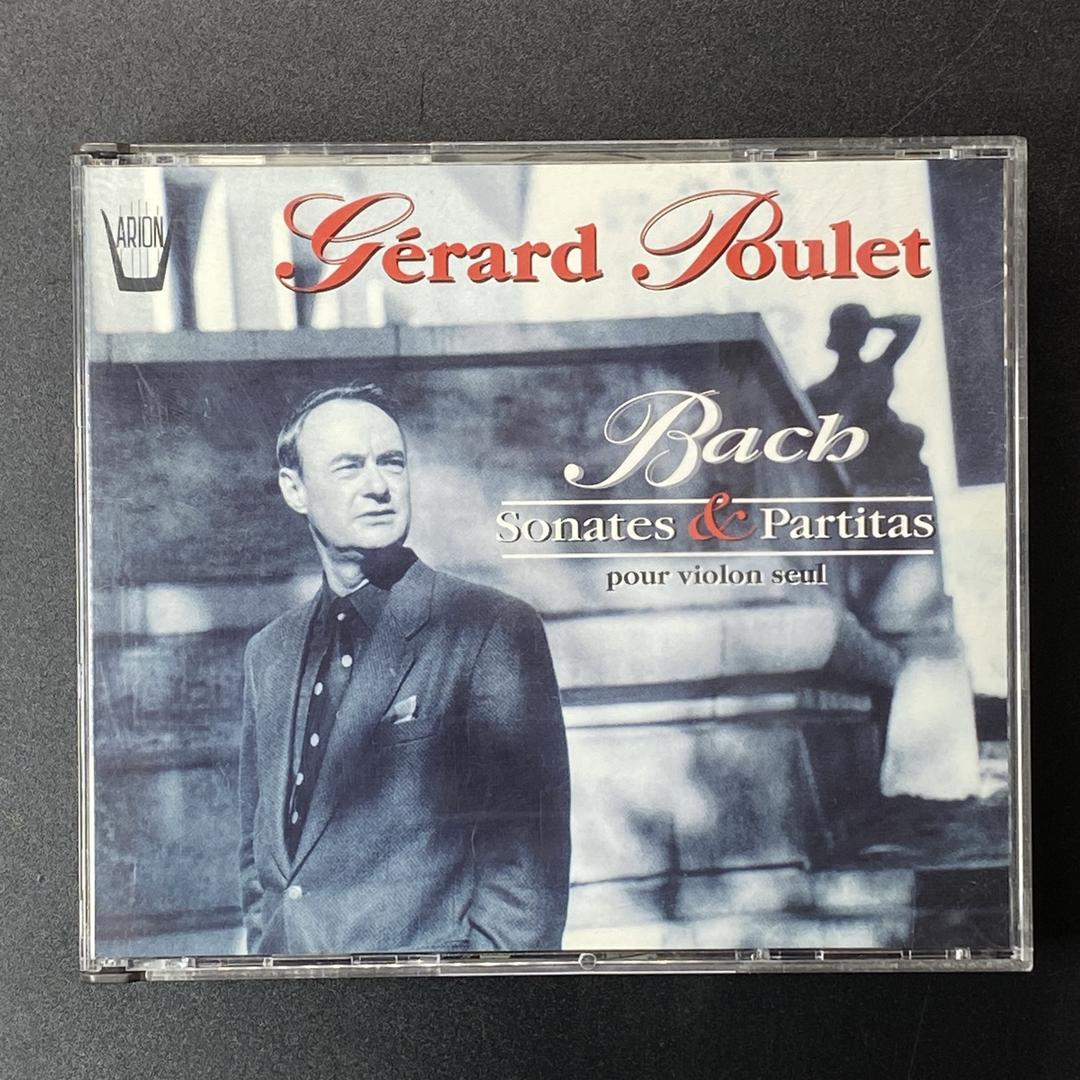 ARION
Gérard Poulet
Bach
Sonates & Partitas
pour violon seul